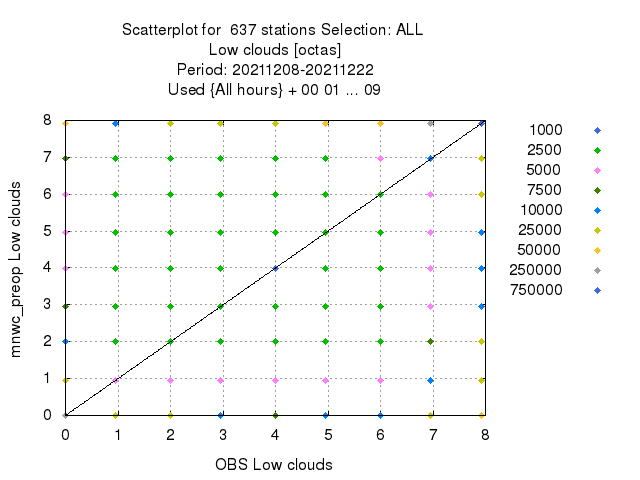 Scatterplot for 637 stations Selection: ALL
Low clouds [octas]
Period: 20211208-20211222
Used {All hours} + 00 01 ... 09
8
7
6
5
4
3
2
1
0
mnwc_preop Low clouds
0 1 2 3 4 5 6 7 8
OBS Low clouds
1000
2500
5000
7500
10000
25000
50000
250000
750000